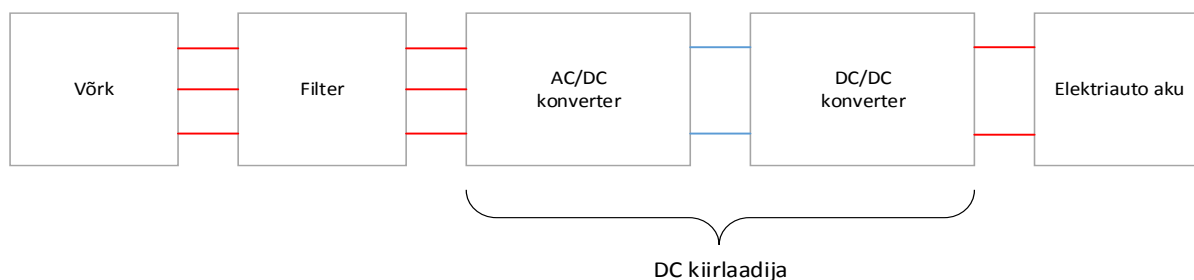 Võrk
Filter
AC/DC
konverter
DC/DC
konverter
Elektriauto aku
DC kiirlaadija